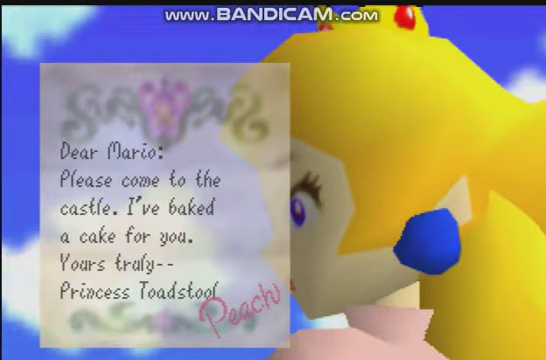 www.BANDICAM.com
Dear Mario:
Please come to the
castle. I've baked
a cake for you.
Yours truly--
Princess Toadstool
Peach